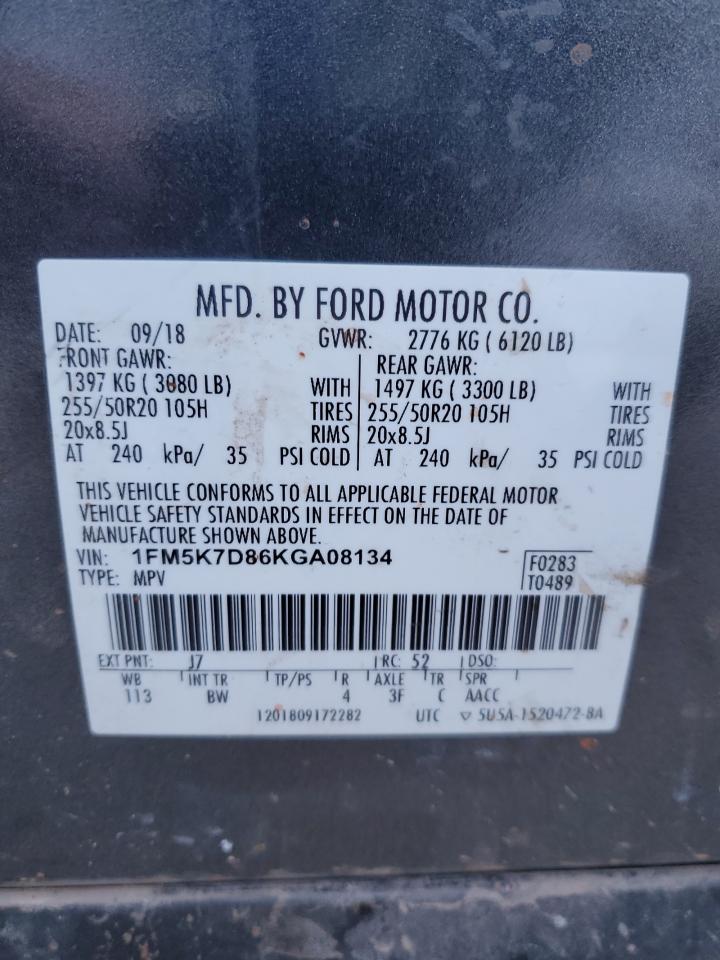 MFD. BY FORD MOTOR CO.
DATE: 09/18 GVWR: 2776 KG ( 6120 LB)
FRONT GAWR: REAR GAWR:
1397 KG ( 3080 LB) WITH 1497 KG ( 3300 LB) WITH
255/50R20 105H TIRES 255/50R20 105H TIRES
20x8.5J RIMS 20x8.5J RIMS
AT 240 kPa/ 35 PSI COLD AT 240 kPa/ 35 PSI COLD
THIS VEHICLE CONFORMS TO ALL APPLICABLE FEDERAL MOTOR
VEHICLE SAFETY STANDARDS IN EFFECT ON THE DATE OF
MANUFACTURE SHOWN ABOVE.
VIN: 1FM5K7D86KGA08134 F0283
TYPE: MPV T0489
EXT PNT: J7 RC: 52 DSO:
WB INT TR TP/PS R AXLE TR SPR
113 BW 4 3F C AACC
1201809172282 UTC ▽ 5U5A-1520472-BA